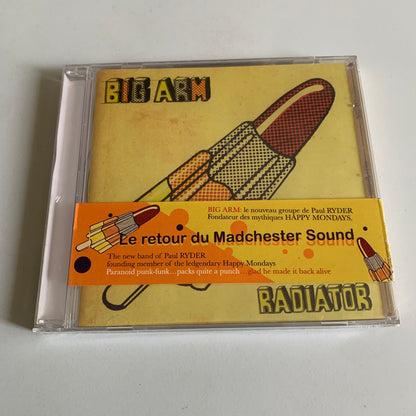 BIG ARM
BIG ARM: le nouveau groupe de Paul RYDER
Fondateur des mythiques HAPPY MONDAYS.
Le retour du Madchester Sound
The new band of Paul RYDER
founding member of the ledgendary Happy Mondays
Paranoid punk-funk...packs quite a punch ...glad he made it back alive
RADIATOR